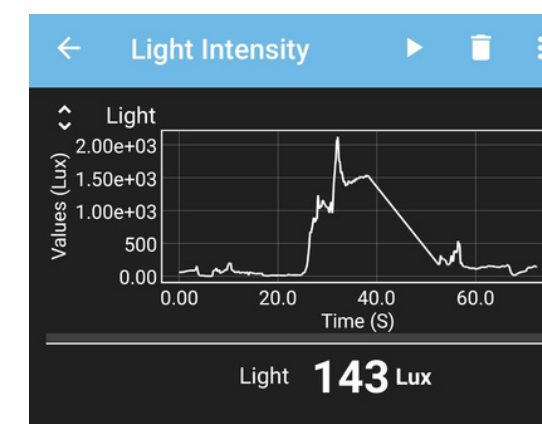 Light Intensity
Light
Values (Lux)
2.00e+03
1.50e+03
1.00e+03
500
0.00
0.00 20.0 40.0 60.0
Time (S)
Light 143 Lux